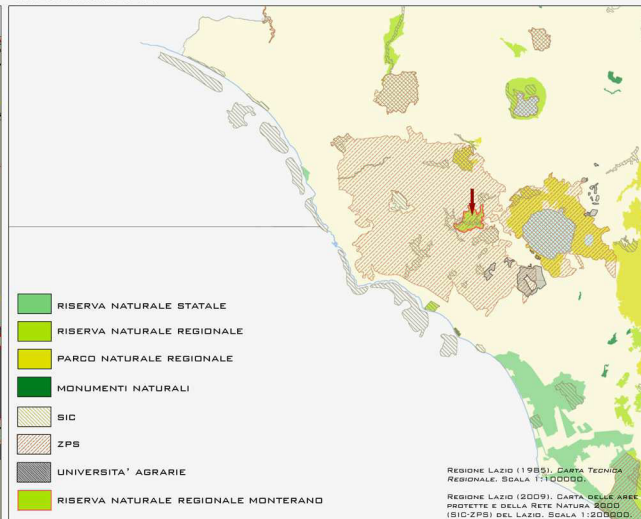 RISERVA NATURALE STATALE
RISERVA NATURALE REGIONALE
PARCO NATURALE REGIONALE
MONUMENTI NATURALI
SIC
ZPS
UNIVERSITA' AGRARIE
RISERVA NATURALE REGIONALE MONTERANO
REGIONE LAZIO (1985). CARTA TECNICA
REGIONALE. SCALA 1:100000.
REGIONE LAZIO (2009). CARTA DELLE AREE
PROTETTE E DELLA RETE NATURA 2000
(SIC-ZPS) DEL LAZIO. SCALA 1:200000.